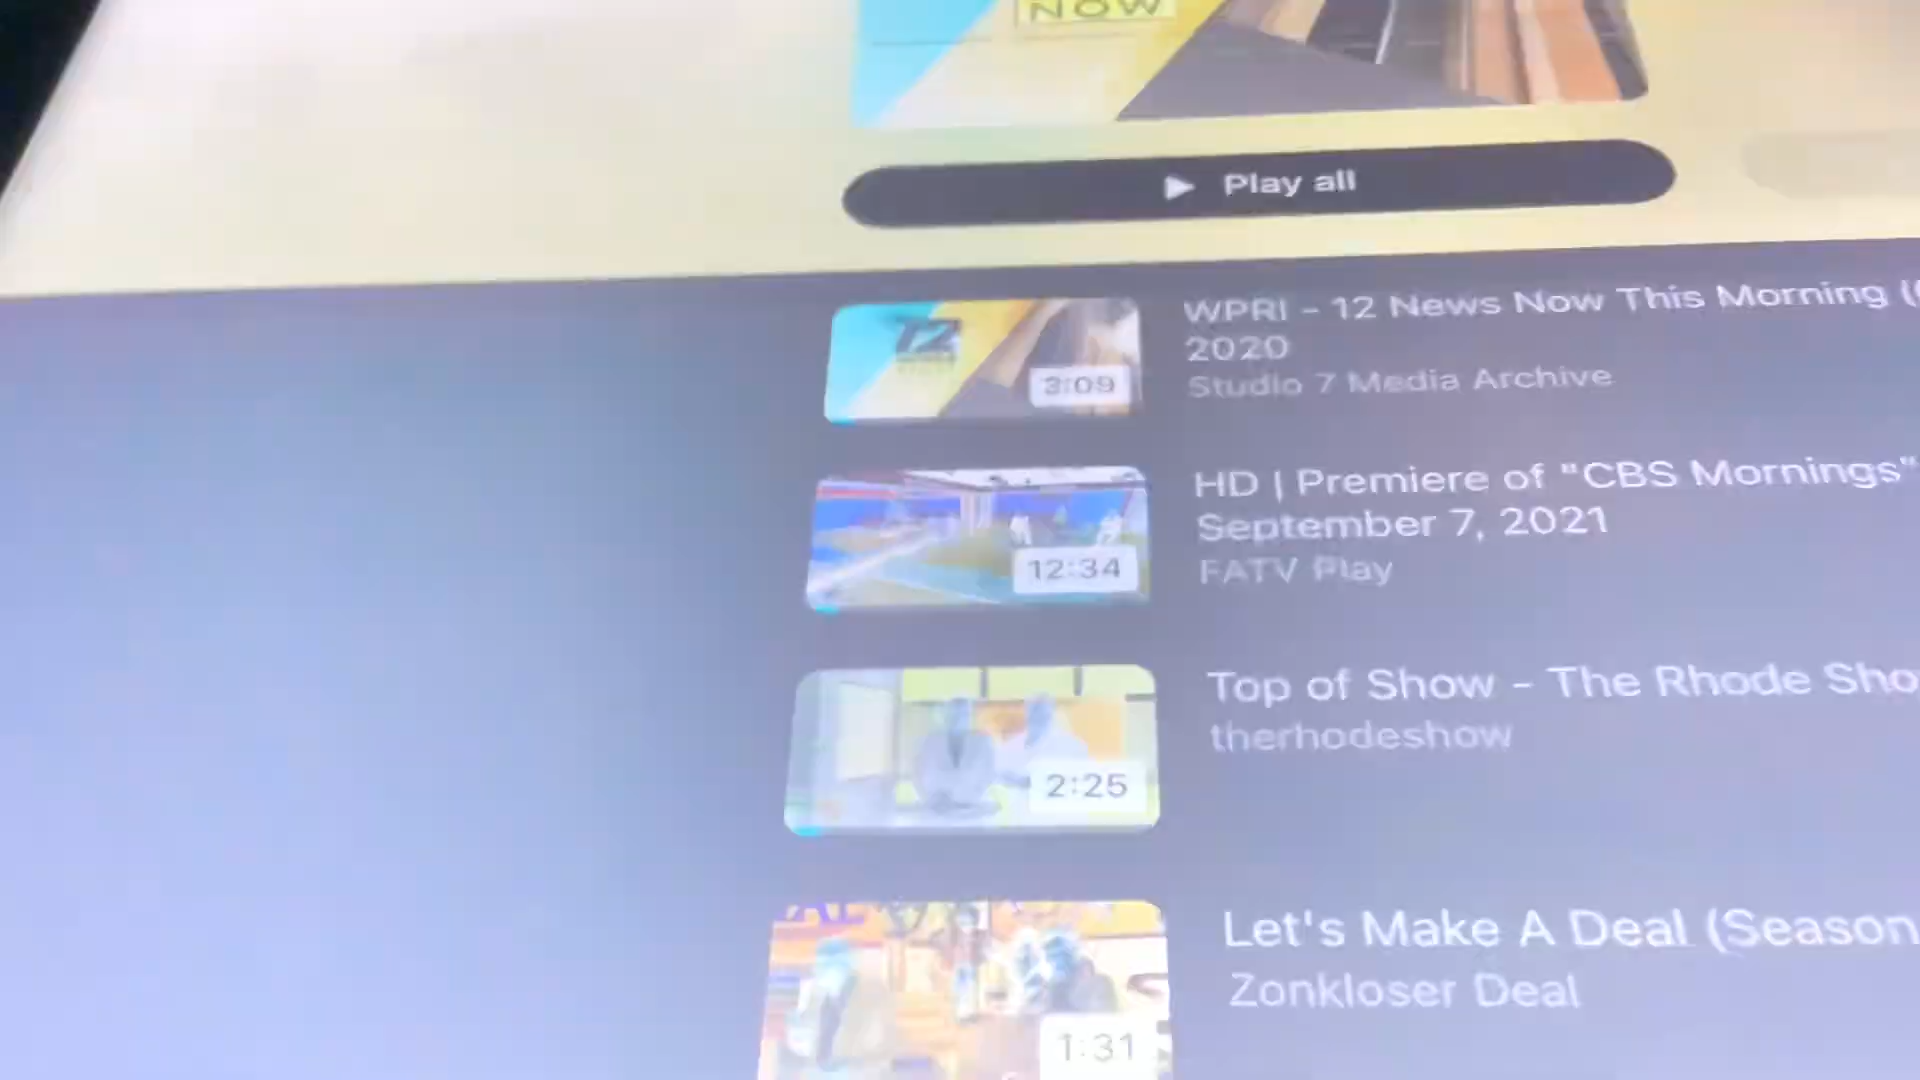 NOW
Play all
12
3:09
WPRI - 12 News Now This Morning (
2020
Studio 7 Media Archive
12:34
HD | Premiere of "CBS Mornings"
September 7, 2021
FATV Play
2:25
Top of Show - The Rhode Sho
therhodeshow
1:31
Let's Make A Deal (Season
Zonkloser Deal